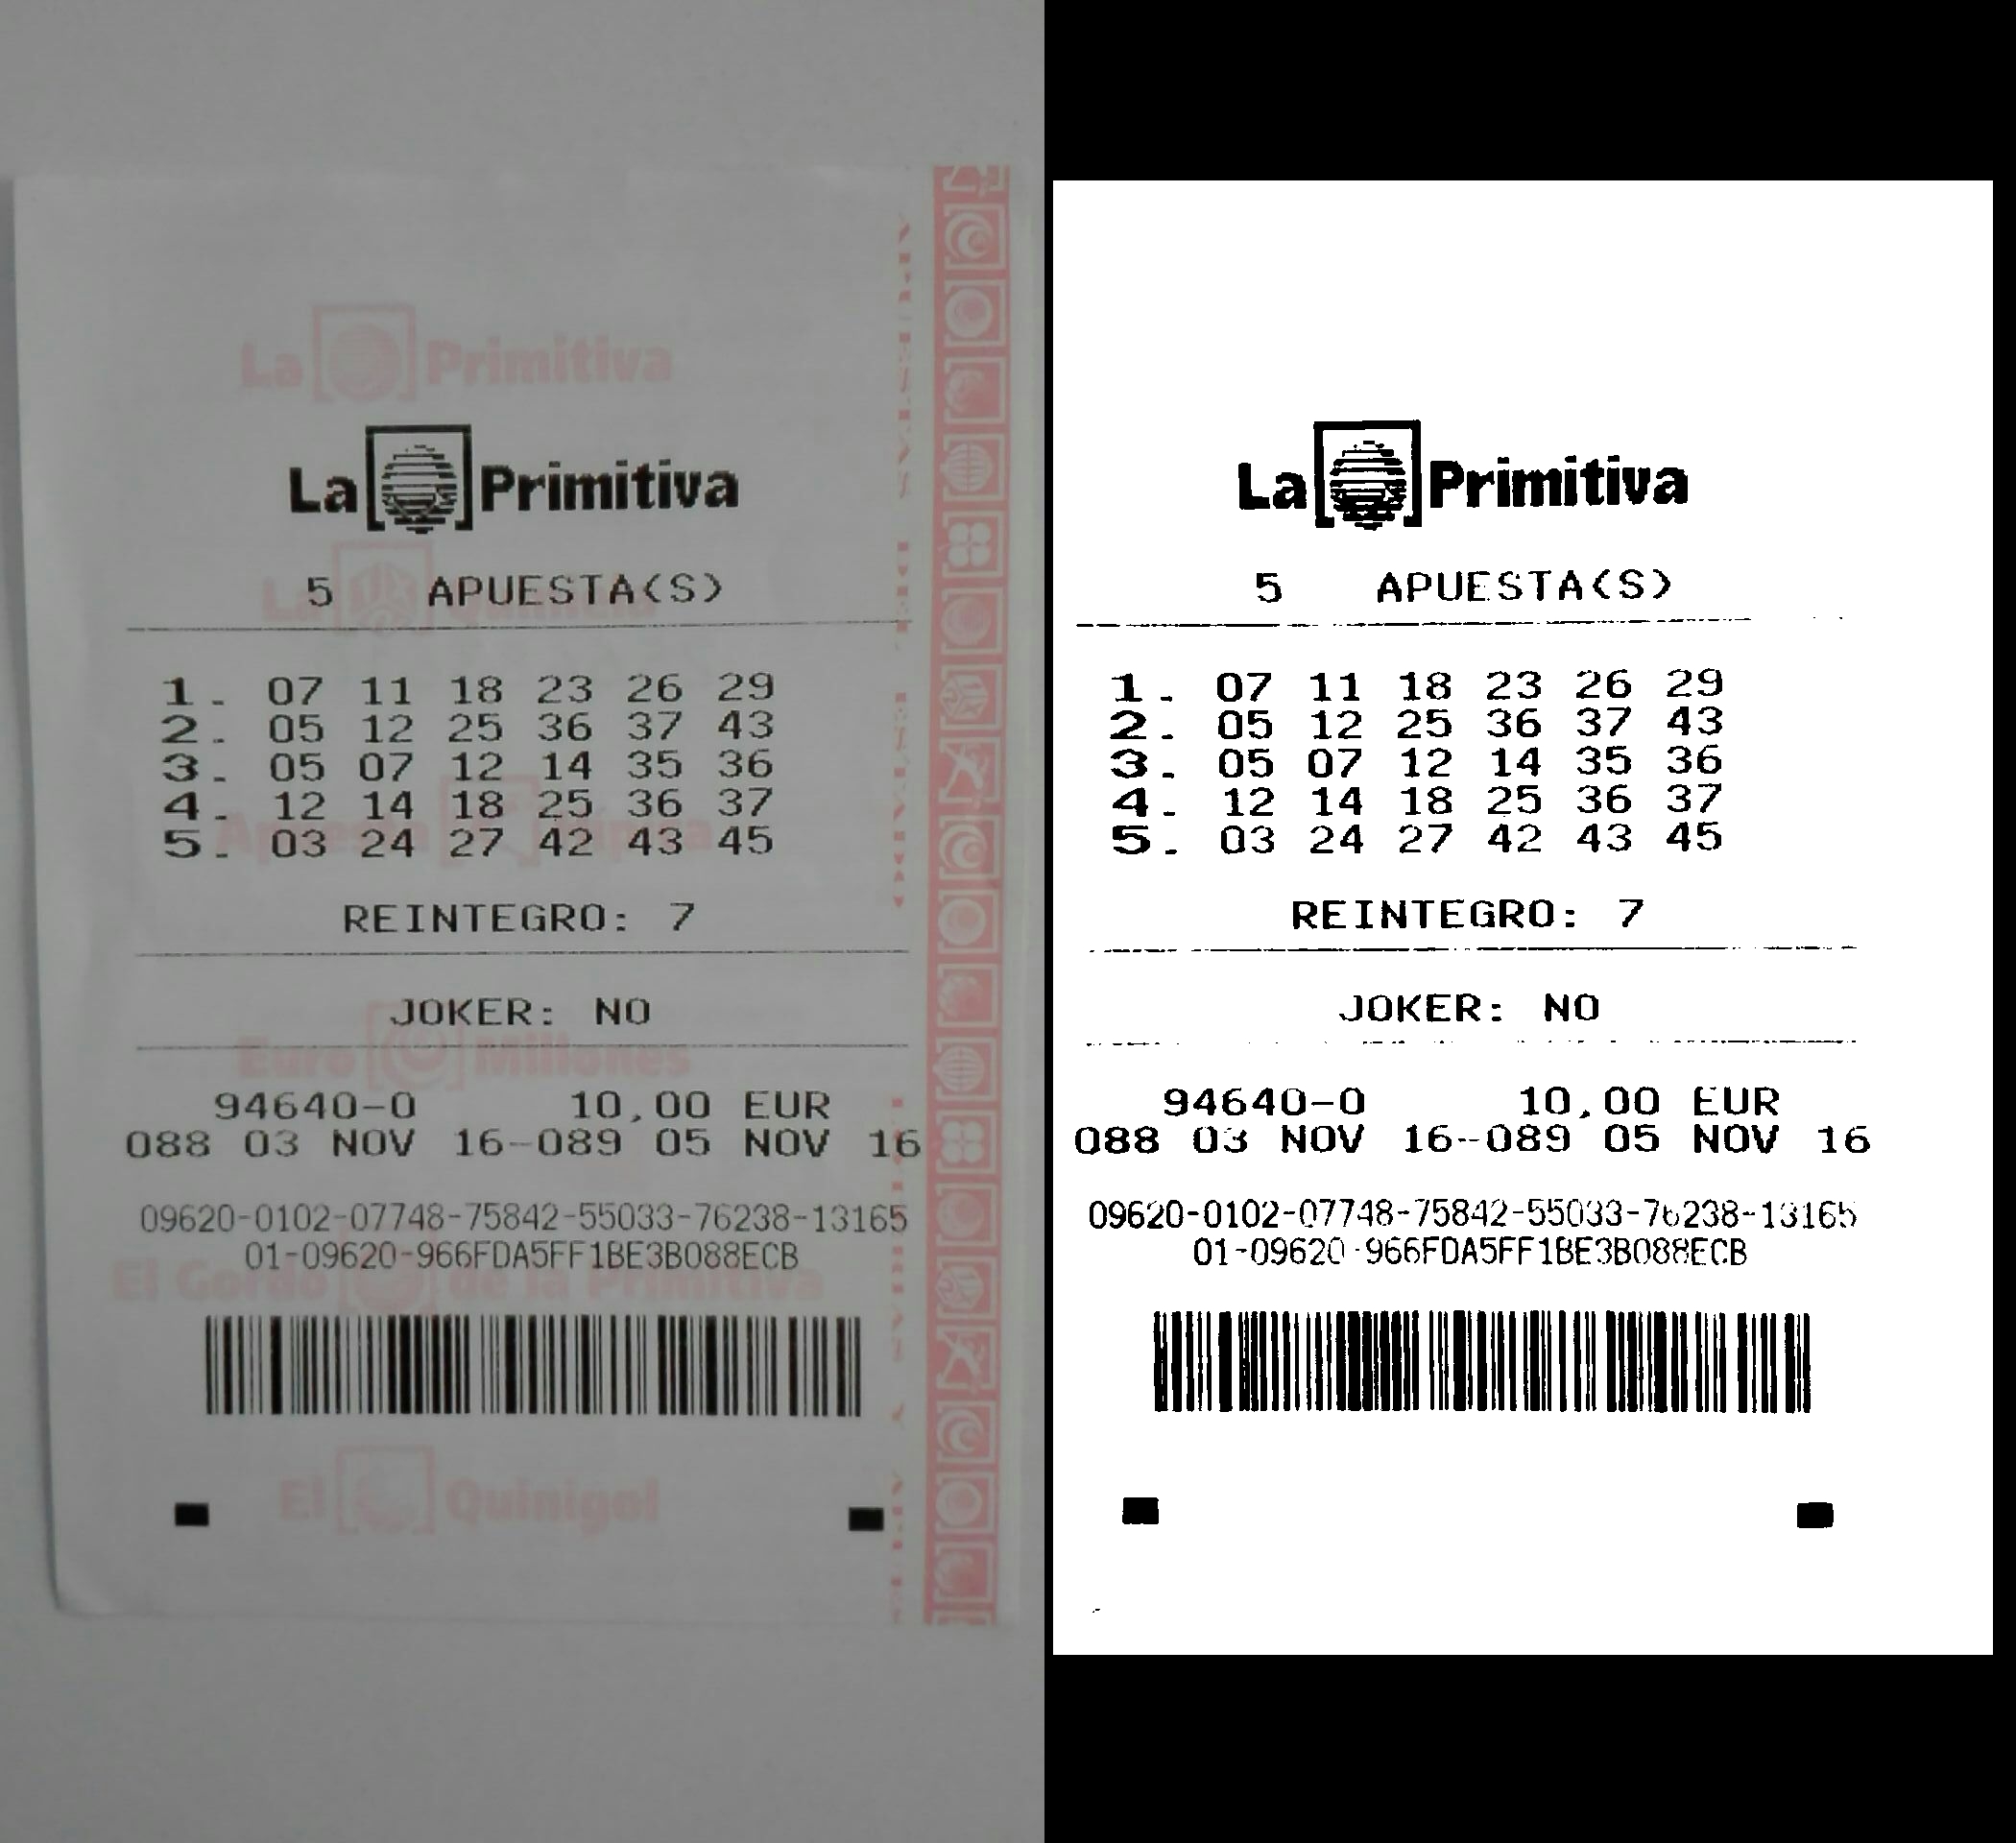 La Primitiva
La Primitiva
La Quiniela
5 APUESTA(S)
1. 07 11 18 23 26 29
2. 05 12 25 36 37 43
3. 05 07 12 14 35 36
4. 12 14 18 25 36 37
Apuesta Hípica
5. 03 24 27 42 43 45
REINTEGRO: 7
JOKER: NO
Euro Millones
94640-0 10,00 EUR
088 03 NOV 16-089 05 NOV 16
09620-0102-07748-75842-55033-76238-13165
01-09620-966FDA5FF1BE3B088ECB
El Gordo de la Primitiva
El Quinigol
La Primitiva
5 APUESTA(S)
1. 07 11 18 23 26 29
2. 05 12 25 36 37 43
3. 05 07 12 14 35 36
4. 12 14 18 25 36 37
5. 03 24 27 42 43 45
REINTEGRO: 7
JOKER: NO
94640-0 10,00 EUR
088 03 NOV 16-089 05 NOV 16
09620-0102-07748-75842-55033-76238-13165
01-09620-966FDA5FF1BE3B088ECB